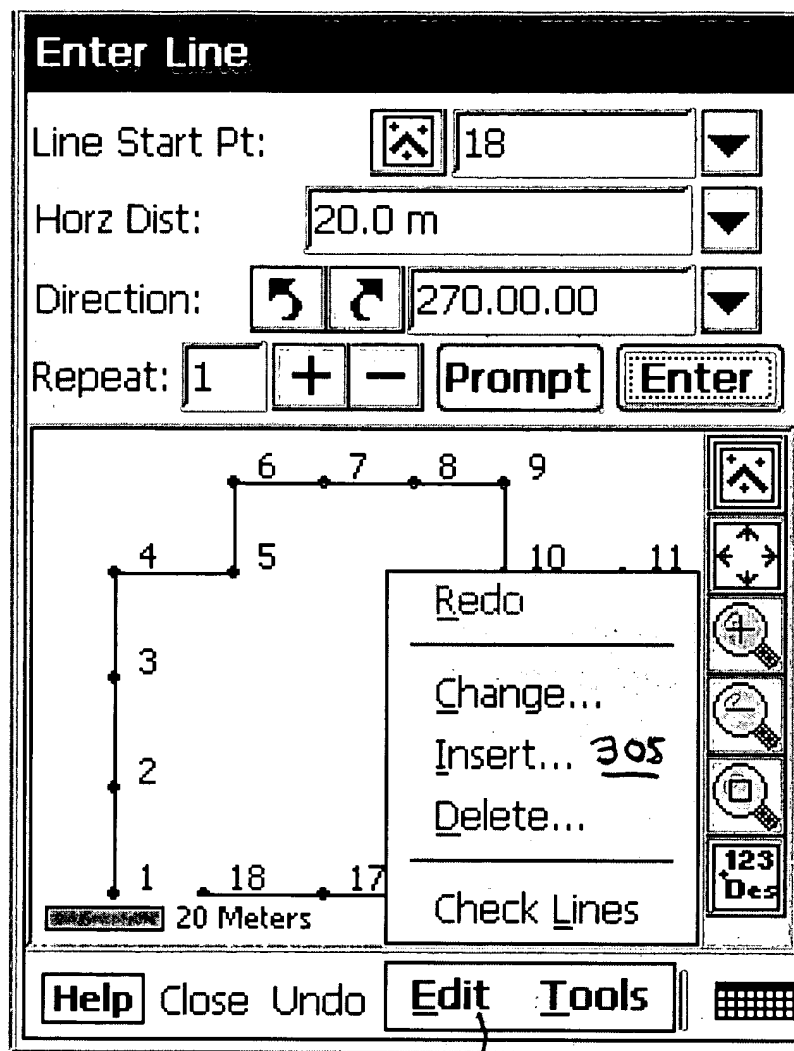 Enter Line
Line Start Pt: 18
Horz Dist: 20.0 m
Direction: 270.00.00
Repeat: 1 + − Prompt Enter
6 7 8 9
4 5 10 11
Redo
3
Change...
Insert... 305
2
Delete...
123
Des
1 18 17
Check Lines
20 Meters
Help Close Undo Edit Tools